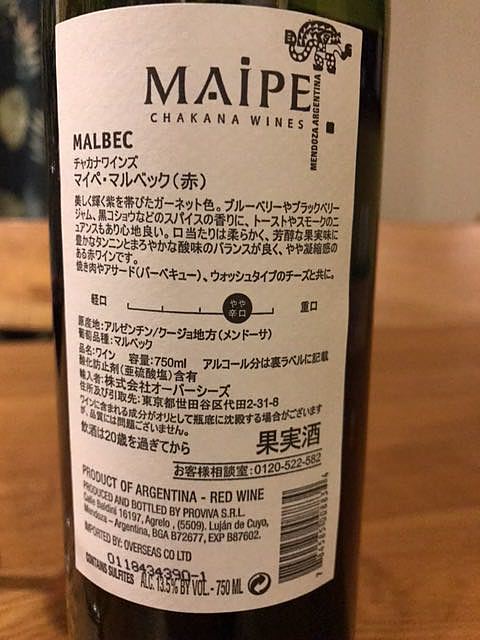 MAiPE
CHAKANA WINES
MENDOZA ARGENTINA
MALBEC
チャカナワインズ
マイペ・マルベック(赤)
美しく輝く紫を帯びたガーネット色。ブルーベリーやブラックベリー
ジャム、黒コショウなどのスパイスの香りに、トーストやスモークのニ
ュアンスもあり心地良い。口当たりは柔らかく、芳醇な果実味に
豊かなタンニンとまろやかな酸味のバランスが良く、やや凝縮感の
ある赤ワインです。
焼き肉やアサード(バーベキュー)、ウォッシュタイプのチーズと共に。
軽口 やや辛口 重口
原産地:アルゼンチン/クージョ地方(メンドーサ)
葡萄品種:マルベック
品名:ワイン 容量:750ml アルコール分は裏ラベルに記載
酸化防止剤(亜硫酸塩)含有
輸入者:株式会社オーバーシーズ
住所及び引取先:東京都世田谷区代田2-31-8
ワインに含まれる成分がオリとして瓶底に沈殿する場合がございます
が、品質には問題ございません。
飲酒は20歳を過ぎてから 果実酒
お客様相談室:0120-522-582
PRODUCT OF ARGENTINA - RED WINE
PRODUCED AND BOTTLED BY PROVIVA S.R.L.
Calle Baldini 16197, Agrelo, (5509). Luján de Cuyo,
Mendoza – Argentina, BGA B72677, EXP B87602.
IMPORTED BY: OVERSEAS CO LTD
0118434390-1
CONTAINS SULFITES ALC. 13.5% BY VOL. - 750 ML